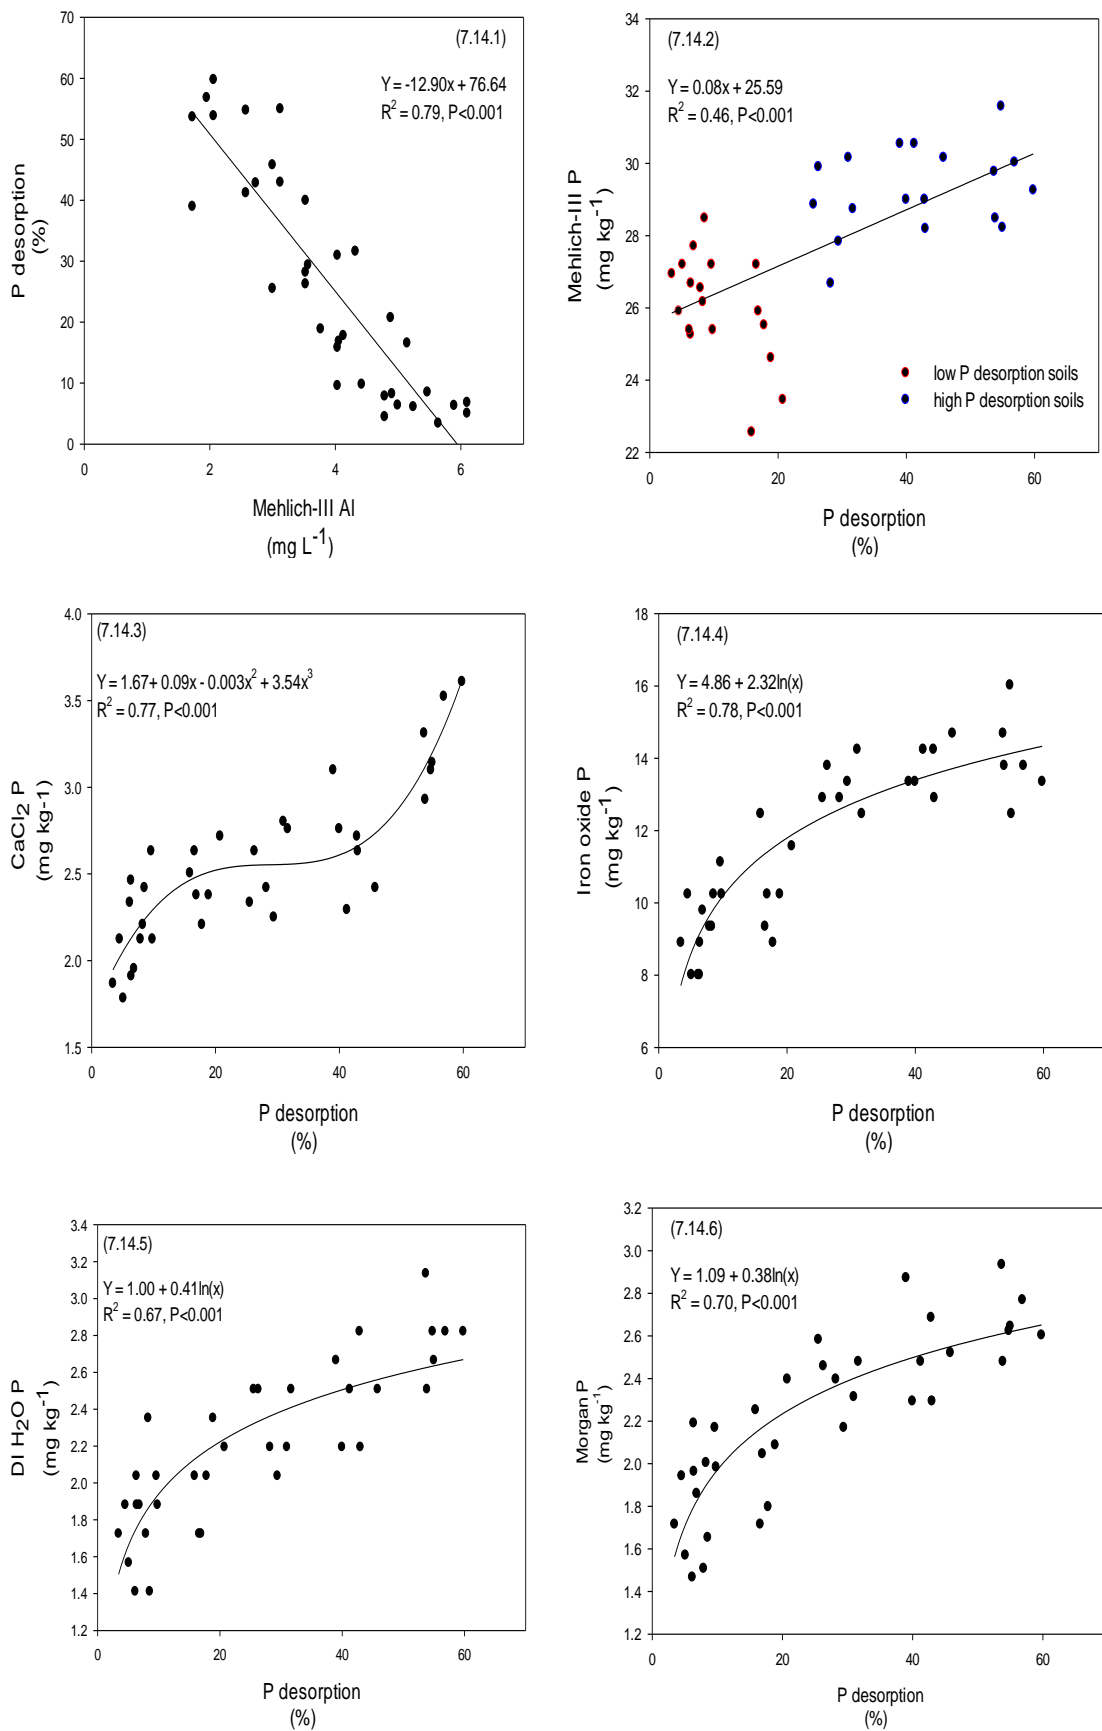 (7.14.1)
Y = -12.90x + 76.64
R² = 0.79, P<0.001
P desorption
(%)
70
60
50
40
30
20
10
0
0 2 4 6
Mehlich-III Al
(mg L⁻¹)
(7.14.2)
Y = 0.08x + 25.59
R² = 0.46, P<0.001
Mehlich-III P
(mg kg⁻¹)
34
32
30
28
26
24
22
low P desorption soils
high P desorption soils
0 20 40 60
P desorption
(%)
(7.14.3)
Y = 1.67+ 0.09x - 0.003x² + 3.54x³
R² = 0.77, P<0.001
CaCl₂ P
(mg kg-1)
4.0
3.5
3.0
2.5
2.0
1.5
0 20 40 60
P desorption
(%)
(7.14.4)
Y = 4.86 + 2.32ln(x)
R² = 0.78, P<0.001
Iron oxide P
(mg kg⁻¹)
18
16
14
12
10
8
6
0 20 40 60
P desorption
(%)
(7.14.5)
Y = 1.00 + 0.41ln(x)
R² = 0.67, P<0.001
DI H₂O P
(mg kg⁻¹)
3.4
3.2
3.0
2.8
2.6
2.4
2.2
2.0
1.8
1.6
1.4
1.2
0 20 40 60
P desorption
(%)
(7.14.6)
Y = 1.09 + 0.38ln(x)
R² = 0.70, P<0.001
Morgan P
(mg kg⁻¹)
3.2
3.0
2.8
2.6
2.4
2.2
2.0
1.8
1.6
1.4
1.2
0 20 40 60
P desorption
(%)